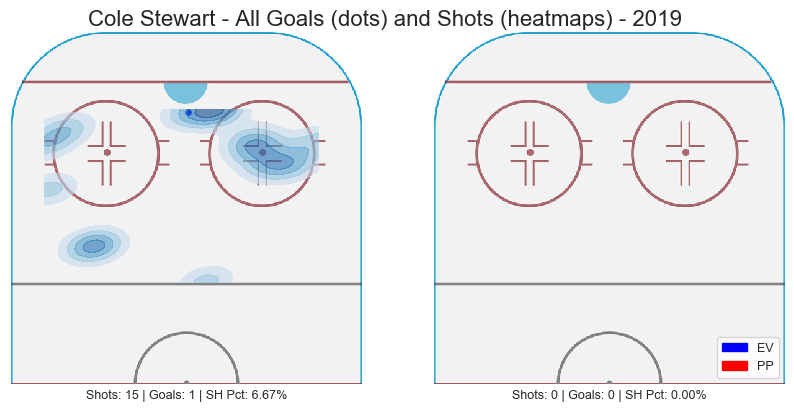 Cole Stewart - All Goals (dots) and Shots (heatmaps) - 2019
EV
PP
Shots: 15 | Goals: 1 | SH Pct: 6.67%
Shots: 0 | Goals: 0 | SH Pct: 0.00%